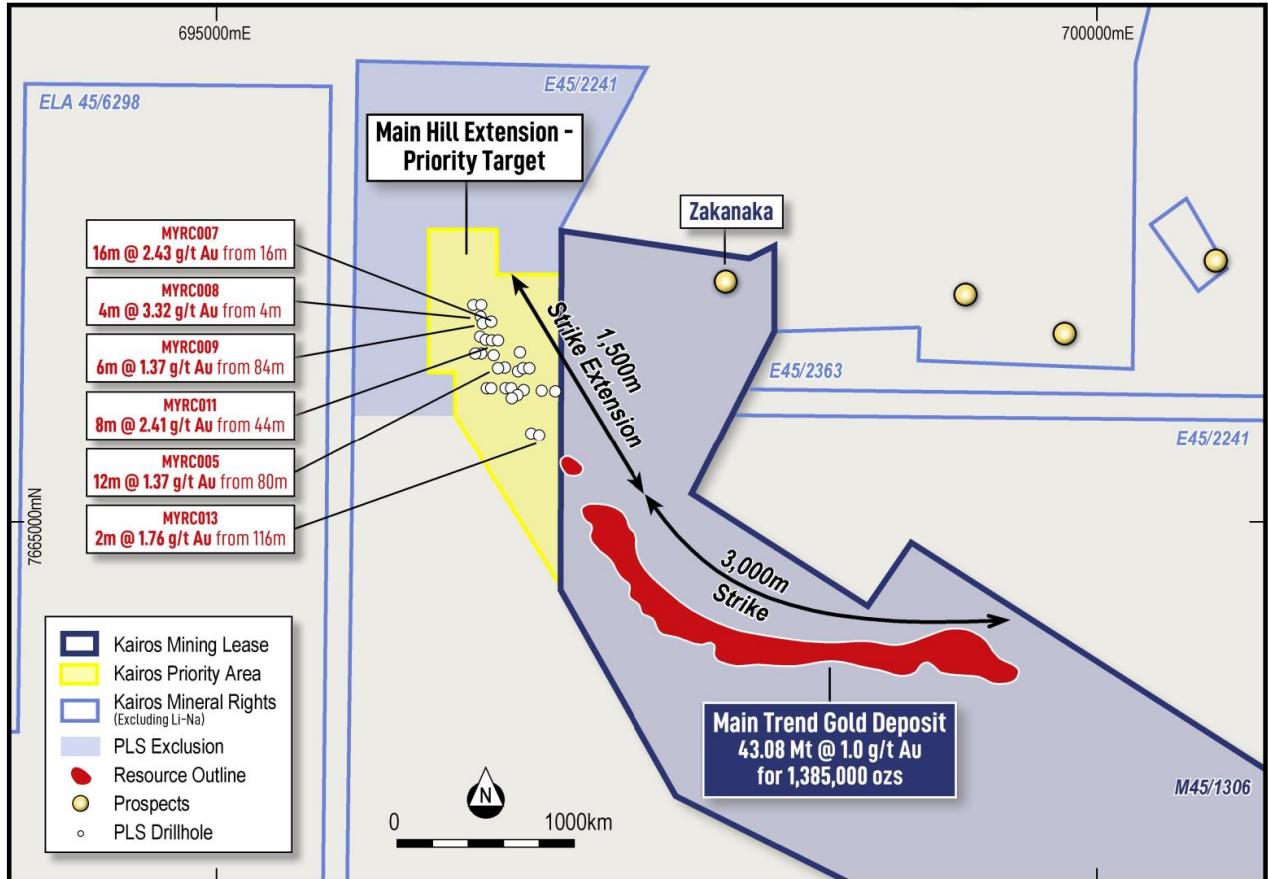 695000mE
700000mE
ELA 45/6298
E45/2241
Main Hill Extension –
Priority Target
Zakanaka
MYRC007
16m @ 2.43 g/t Au from 16m
MYRC008
4m @ 3.32 g/t Au from 4m
MYRC009
6m @ 1.37 g/t Au from 84m
MYRC011
8m @ 2.41 g/t Au from 44m
MYRC005
12m @ 1.37 g/t Au from 80m
MYRC013
2m @ 1.76 g/t Au from 116m
1,500m
Strike Extension
E45/2363
E45/2241
7665000mN
3,000m
Strike
Main Trend Gold Deposit
43.08 Mt @ 1.0 g/t Au
for 1,385,000 ozs
M45/1306
Kairos Mining Lease
Kairos Priority Area
Kairos Mineral Rights
(Excluding Li-Na)
PLS Exclusion
Resource Outline
Prospects
PLS Drillhole
N
0 1000km